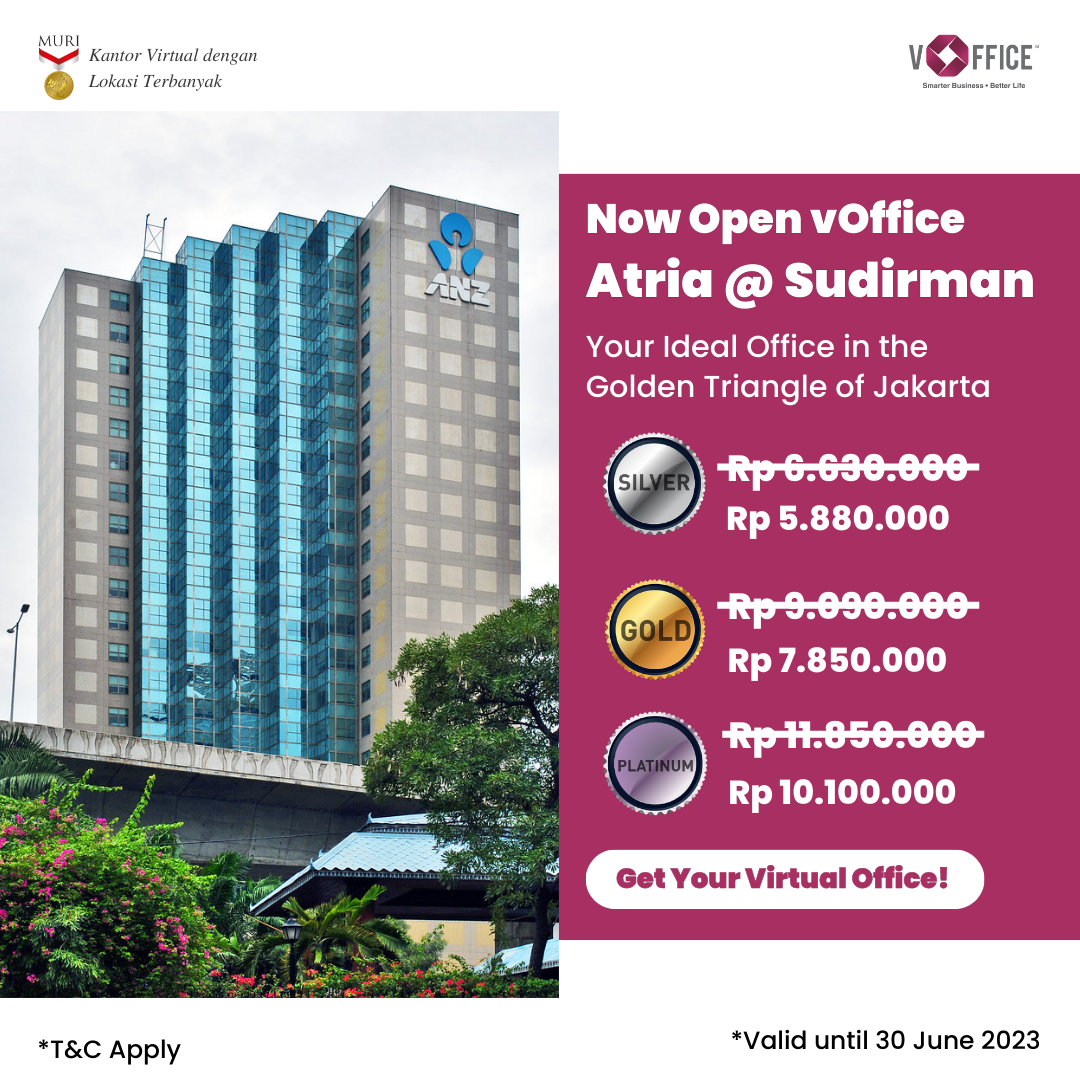 MURI
Kantor Virtual dengan
Lokasi Terbanyak
VOFFICE™
Smarter Business • Better Life
ANZ
Now Open vOffice
Atria @ Sudirman
Your Ideal Office in the
Golden Triangle of Jakarta
SILVER
Rp 6.630.000
Rp 5.880.000
GOLD
Rp 9.090.000
Rp 7.850.000
PLATINUM
Rp 11.850.000
Rp 10.100.000
Get Your Virtual Office!
*T&C Apply
*Valid until 30 June 2023